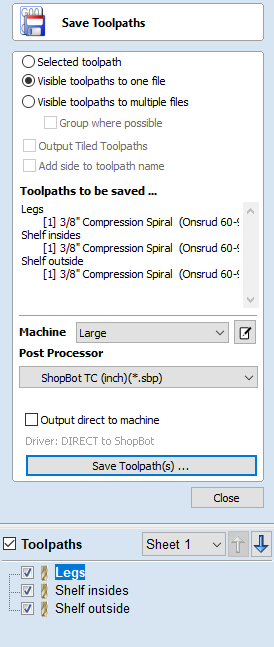 Save Toolpaths
Selected toolpath
Visible toolpaths to one file
Visible toolpaths to multiple files
Group where possible
Output Tiled Toolpaths
Add side to toolpath name
Toolpaths to be saved ...
Legs
[1] 3/8" Compression Spiral (Onsrud 60-9
Shelf insides
[1] 3/8" Compression Spiral (Onsrud 60-9
Shelf outside
[1] 3/8" Compression Spiral (Onsrud 60-9
Machine Large
Post Processor
ShopBot TC (inch)(*.sbp)
Output direct to machine
Driver: DIRECT to ShopBot
Save Toolpath(s) ...
Close
Toolpaths Sheet 1
Legs
Shelf insides
Shelf outside